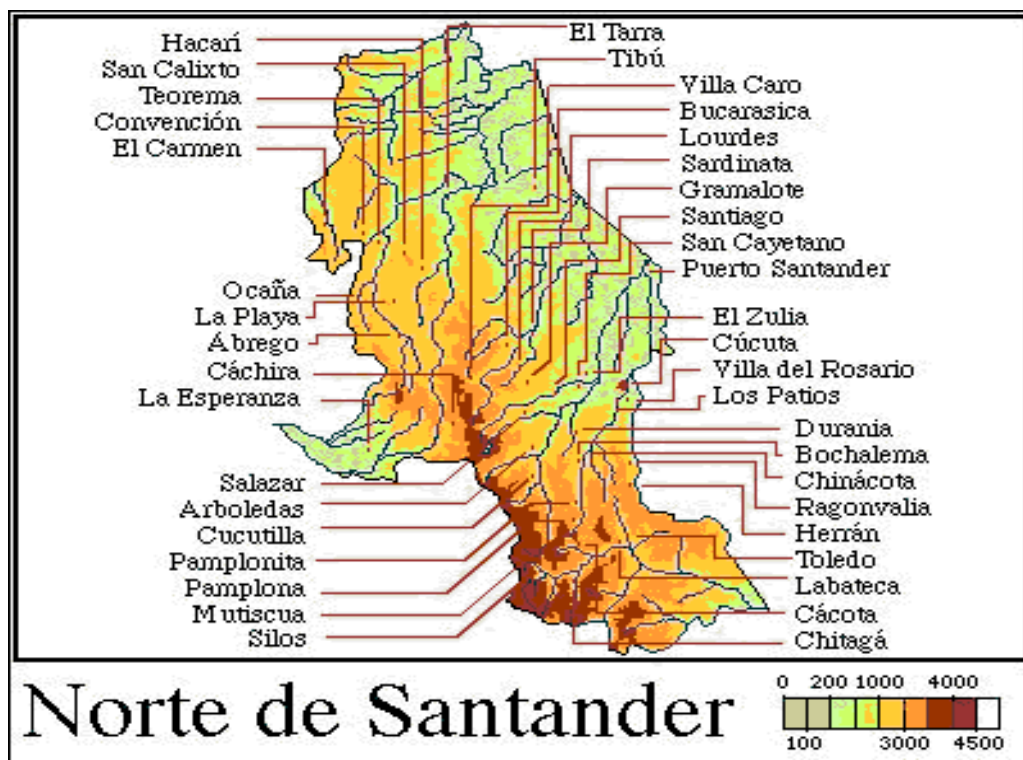 Hacarí
San Calixto
Teorema
Convención
El Carmen
El Tarra
Tibú
Villa Caro
Bucarasica
Lourdes
Sardinata
Gramalote
Santiago
San Cayetano
Puerto Santander
Ocaña
La Playa
Abrego
Cáchira
La Esperanza
El Zulia
Cúcuta
Villa del Rosario
Los Patios
Durania
Bochalema
Chinácota
Ragonvalia
Herrán
Toledo
Labateca
Cácota
Chitagá
Salazar
Arboledas
Cucutilla
Pamplonita
Pamplona
Mutiscua
Silos
Norte de Santander
0 200 1000 4000
100 3000 4500